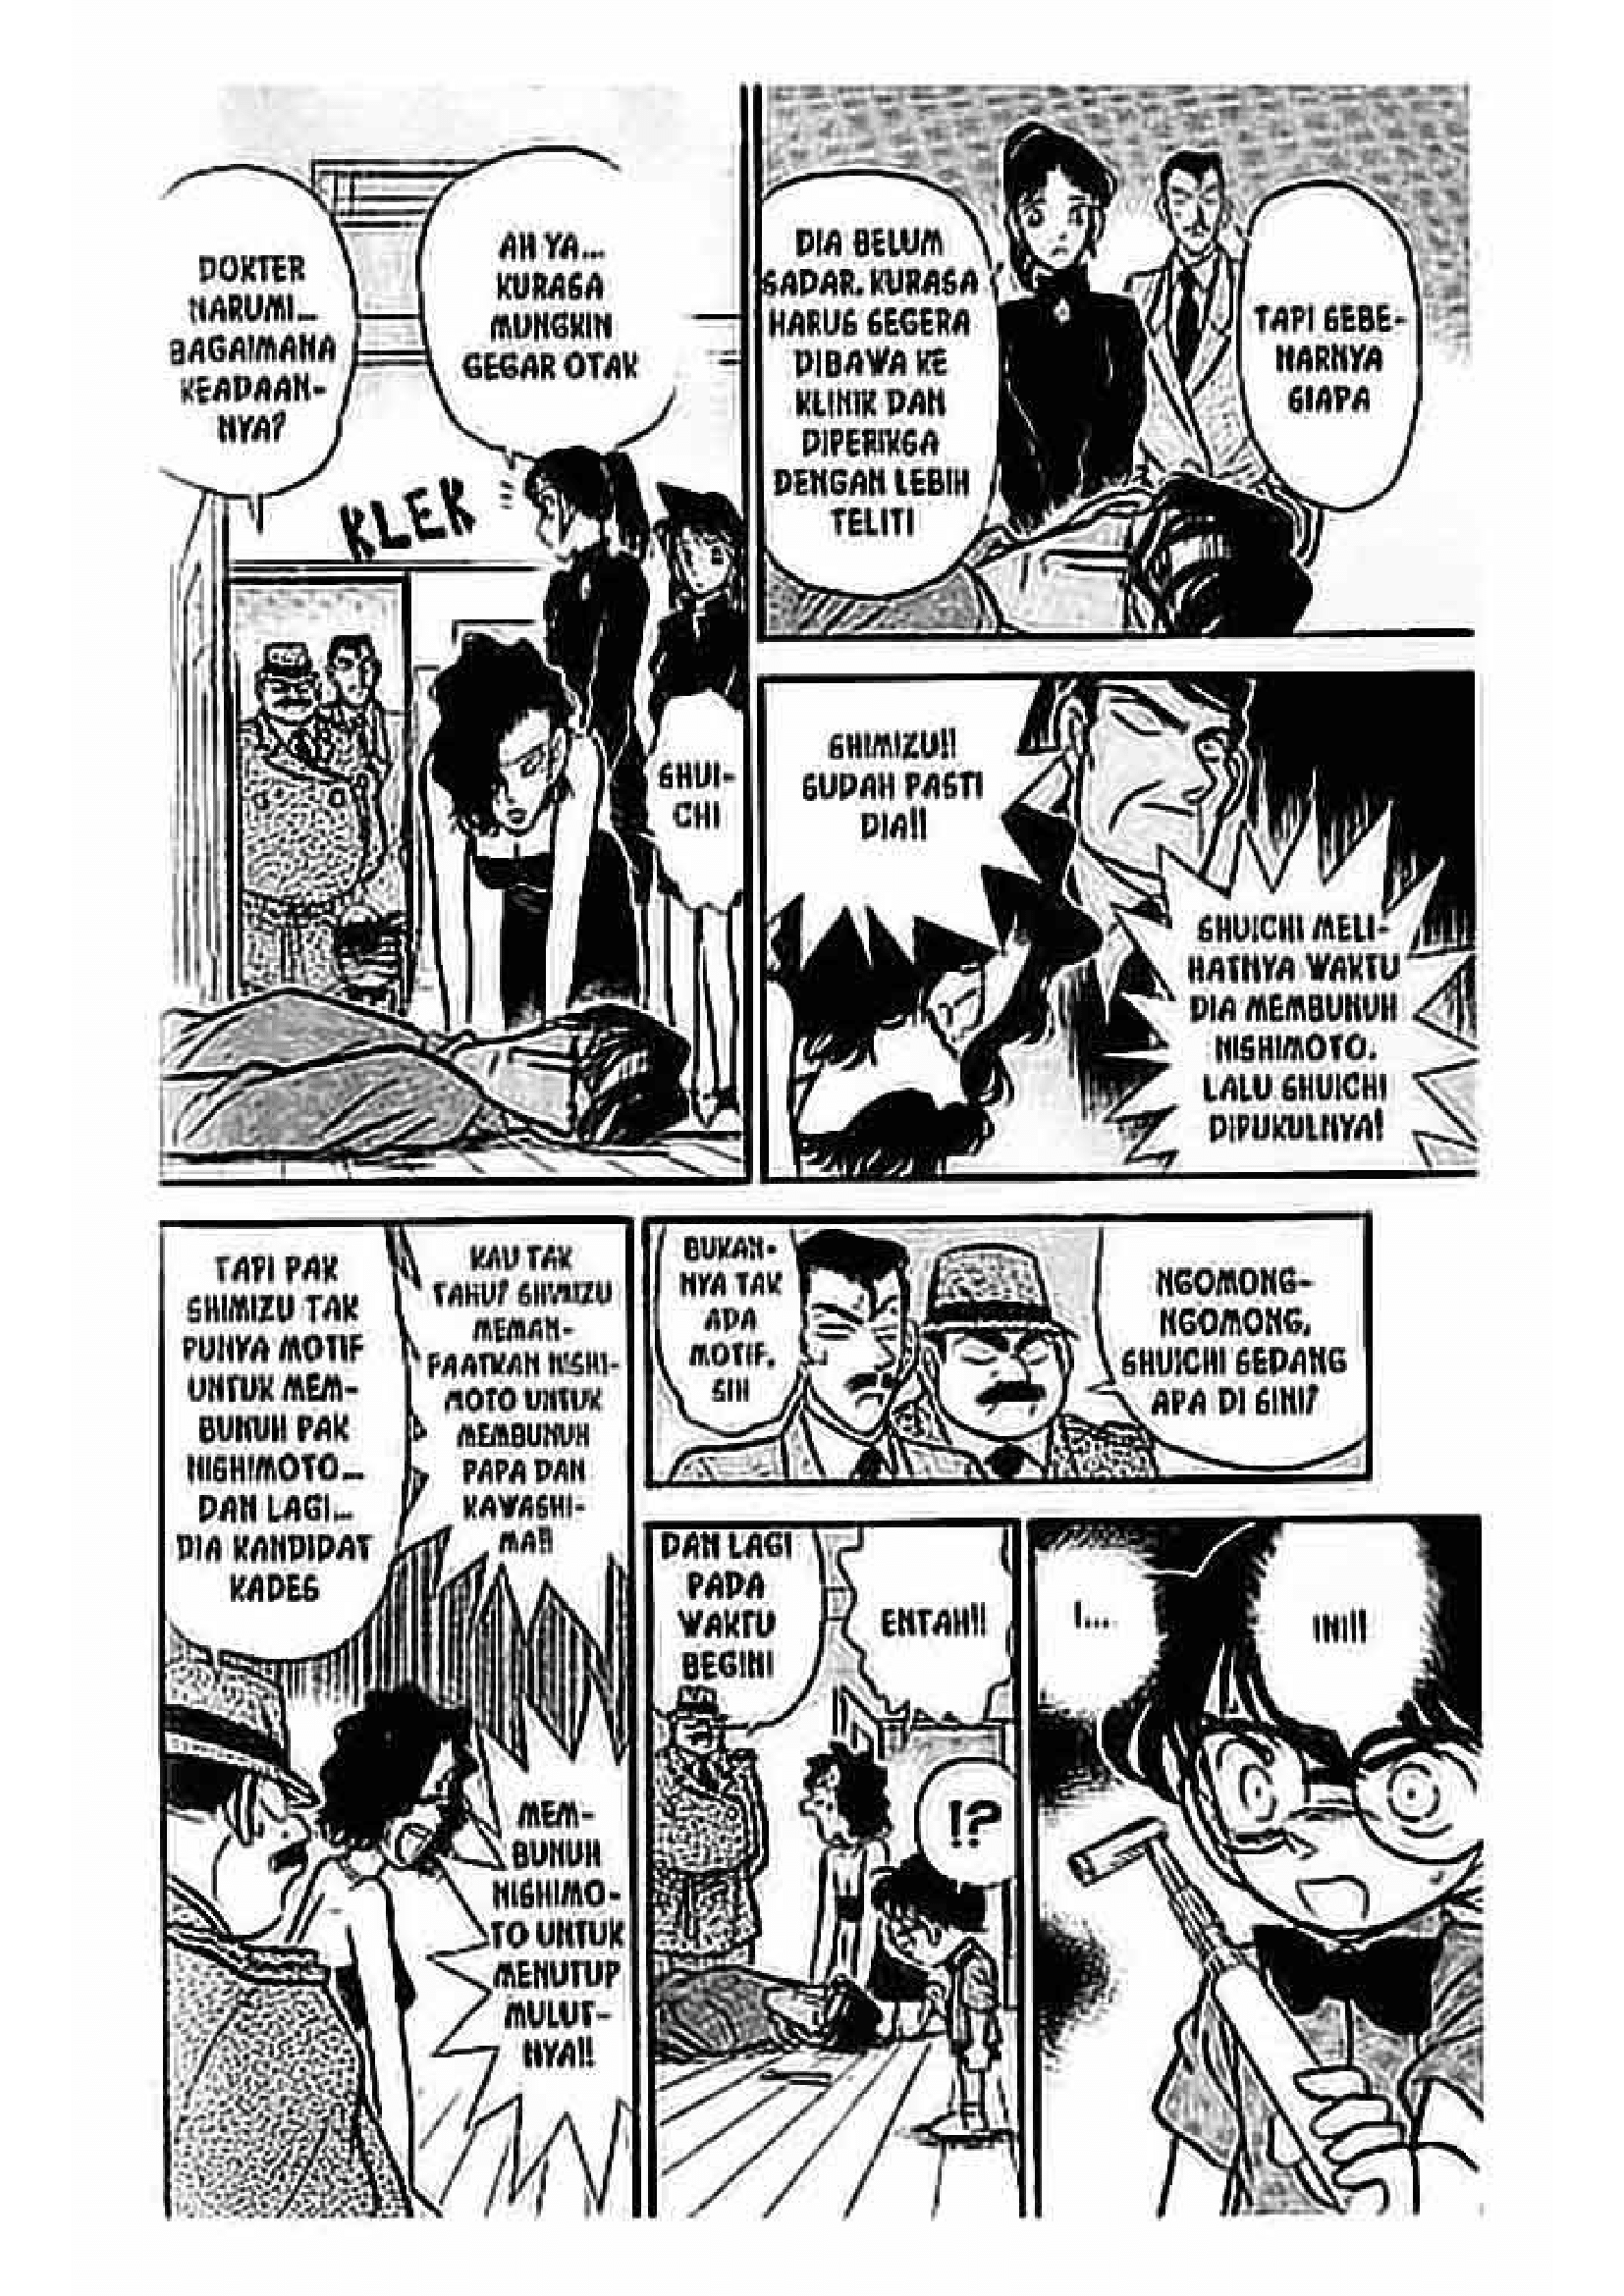 DOKTER
NARUMI...
BAGAIMANA
KEADAAN-
NYA?
AH YA...
KURASA
MUNGKIN
GEGAR OTAK
KLEK
SHUI-
CHI
DIA BELUM
SADAR. KURASA
HARUS SEGERA
DIBAWA KE
KLINIK DAN
DIPERIKSA
DENGAN LEBIH
TELITI
TAPI SEBE-
NARNYA
SIAPA
SHIMIZU!!
SUDAH PASTI
DIA!!
SHUICHI MELI-
HATNYA WAKTU
DIA MEMBUNUH
NISHIMOTO.
LALU SHUICHI
DIPUKULNYA!
TAPI PAK
SHIMIZU TAK
PUNYA MOTIF
UNTUK MEM-
BUNUH PAK
NISHIMOTO...
DAN LAGI...
DIA KANDIDAT
KADES
KAU TAK
TAHU? SHIMIZU
MEMAN-
FAATKAN NISHI-
MOTO UNTUK
MEMBUNUH
PAPA DAN
KAWASHI-
MA!!
MEM-
BUNUH
NISHIMO-
TO UNTUK
MENUTUP
MULUT-
NYA!!
BUKAN-
NYA TAK
ADA
MOTIF,
SIH
NGOMONG-
NGOMONG,
SHUICHI SEDANG
APA DI SINI?
DAN LAGI
PADA
WAKTU
BEGINI
ENTAH!!
!?
I...
INI!!